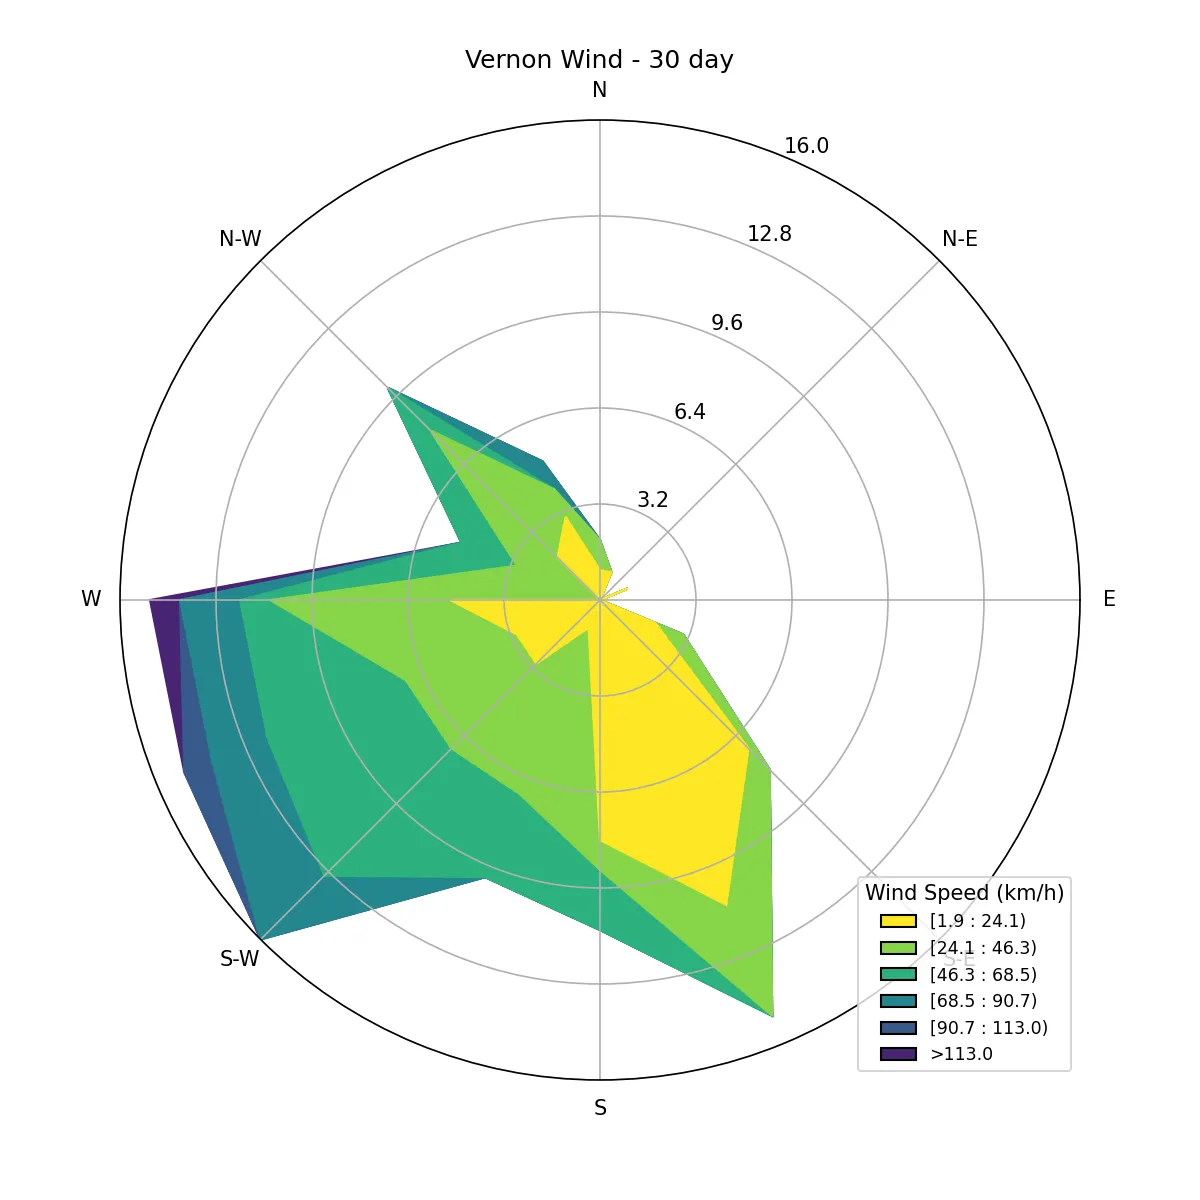 Vernon Wind - 30 day
N
16.0
12.8
N-W
N-E
9.6
6.4
3.2
W
E
Wind Speed (km/h)
[1.9 : 24.1)
[24.1 : 46.3)
S-W
S-E
[46.3 : 68.5)
[68.5 : 90.7)
[90.7 : 113.0)
>113.0
S